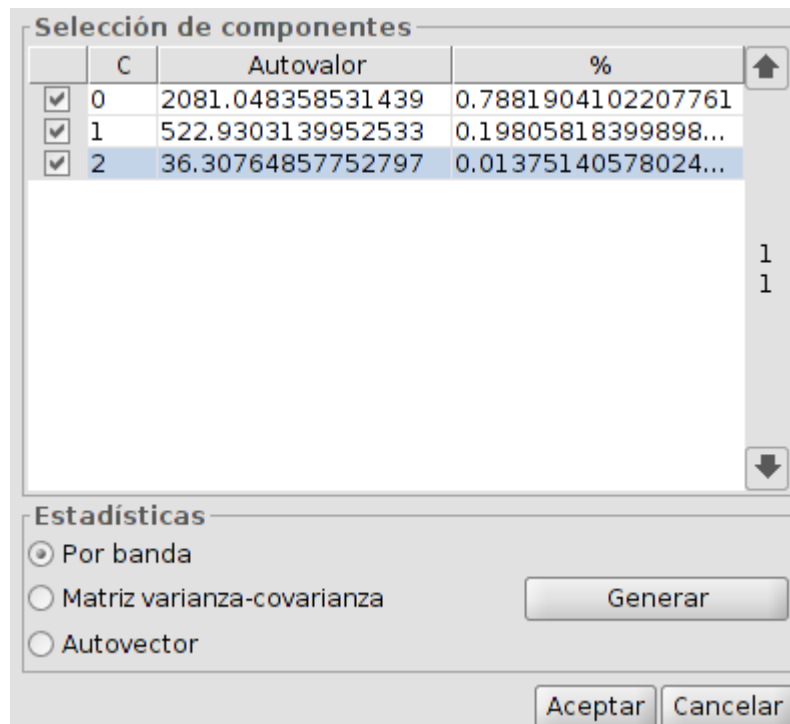 Selección de componentes
C Autovalor %
0 2081.048358531439 0.7881904102207761
1 522.9303139952533 0.19805818399898...
2 36.30764857752797 0.01375140578024...
1
1
Estadísticas
Por banda
Matriz varianza-covarianza Generar
Autovector
Aceptar Cancelar